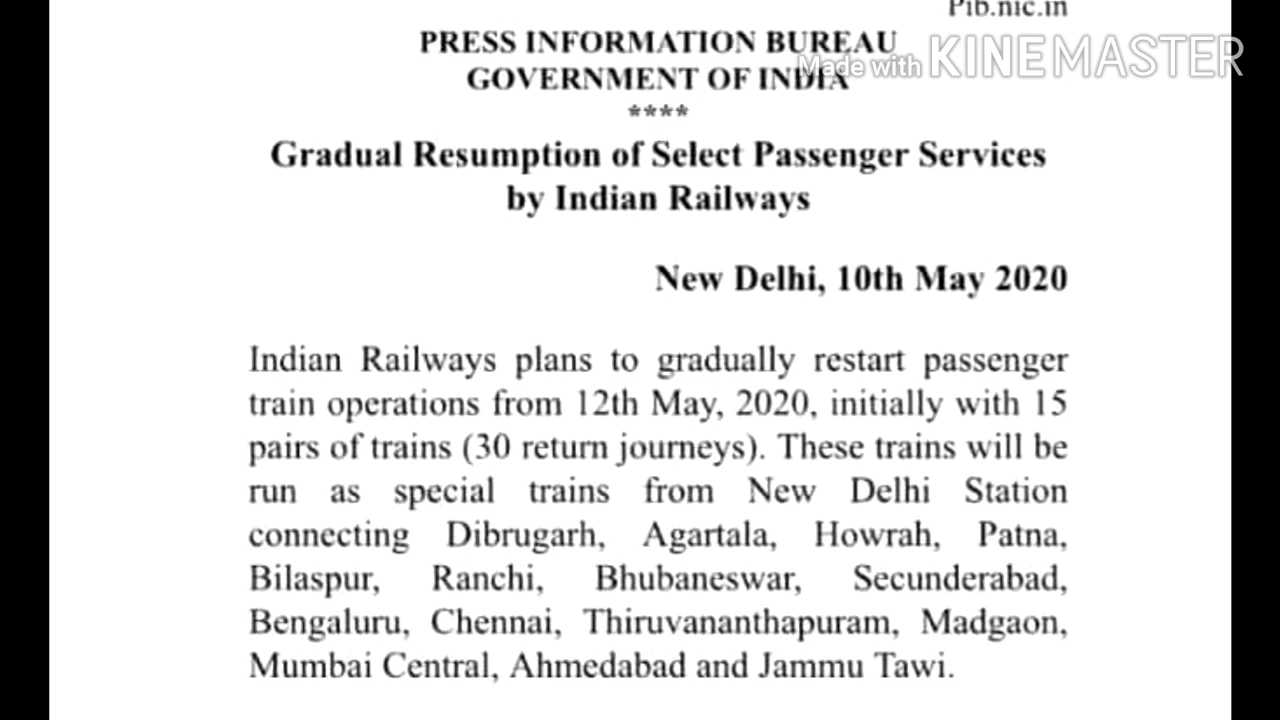 Pib.nic.in
PRESS INFORMATION BUREAU
GOVERNMENT OF INDIA
Made with KINEMASTER
****
Gradual Resumption of Select Passenger Services
by Indian Railways
New Delhi, 10th May 2020
Indian Railways plans to gradually restart passenger
train operations from 12th May, 2020, initially with 15
pairs of trains (30 return journeys). These trains will be
run as special trains from New Delhi Station
connecting Dibrugarh, Agartala, Howrah, Patna,
Bilaspur, Ranchi, Bhubaneswar, Secunderabad,
Bengaluru, Chennai, Thiruvananthapuram, Madgaon,
Mumbai Central, Ahmedabad and Jammu Tawi.